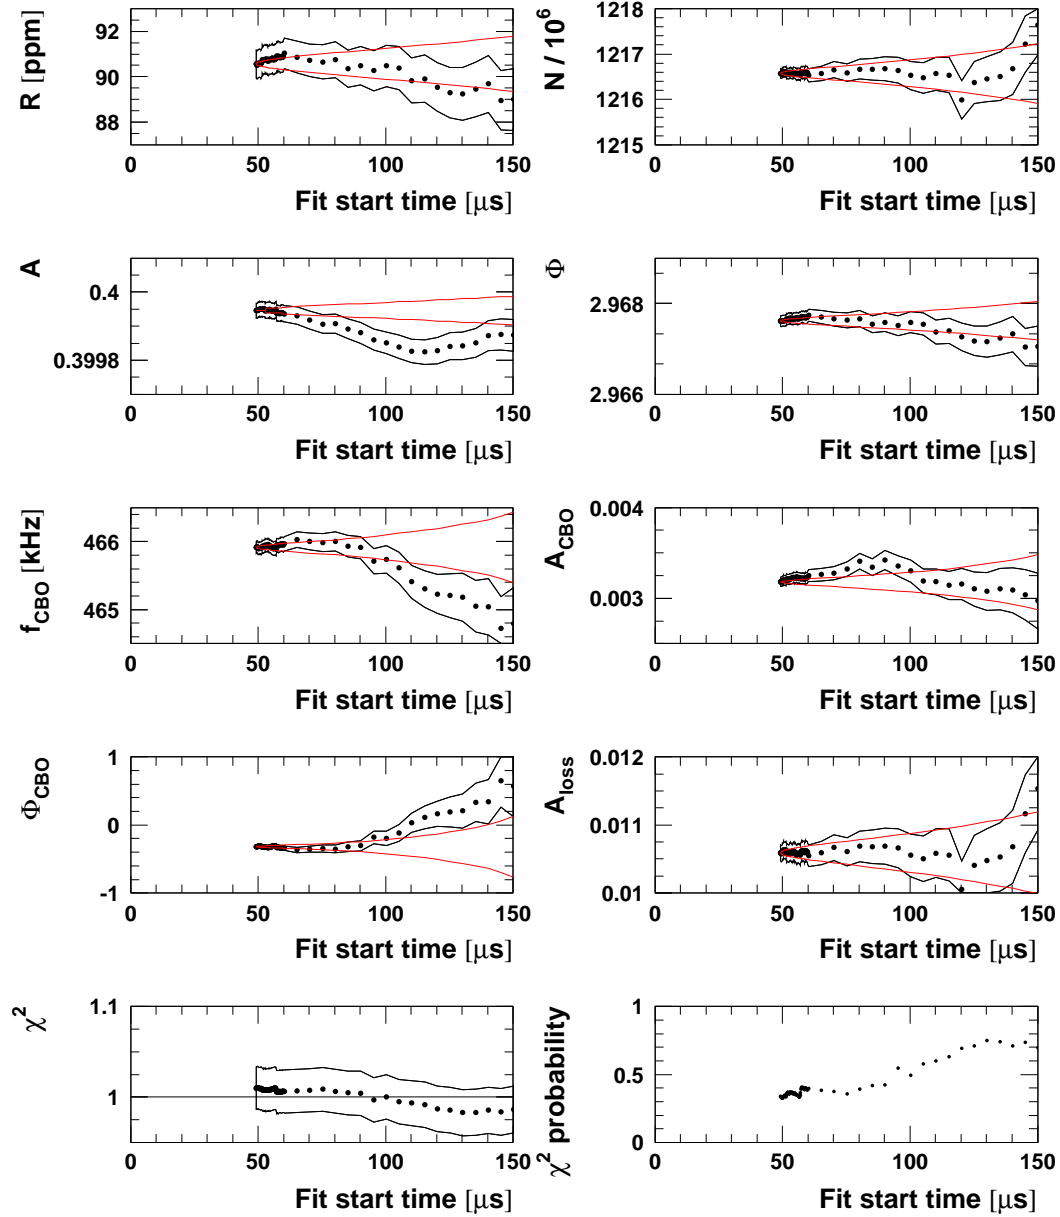 R [ppm]
92
90
88
0 50 100 150
Fit start time [μs]
N / 10^6
1218
1217
1216
1215
0 50 100 150
Fit start time [μs]
A
0.4
0.3998
0 50 100 150
Fit start time [μs]
Φ
2.968
2.966
0 50 100 150
Fit start time [μs]
f_CBO [kHz]
466
465
0 50 100 150
Fit start time [μs]
A_CBO
0.004
0.003
0 50 100 150
Fit start time [μs]
Φ_CBO
1
0
-1
0 50 100 150
Fit start time [μs]
A_loss
0.012
0.011
0.01
0 50 100 150
Fit start time [μs]
χ^2
1.1
1
0 50 100 150
Fit start time [μs]
χ^2 probability
1
0.5
0
0 50 100 150
Fit start time [μs]